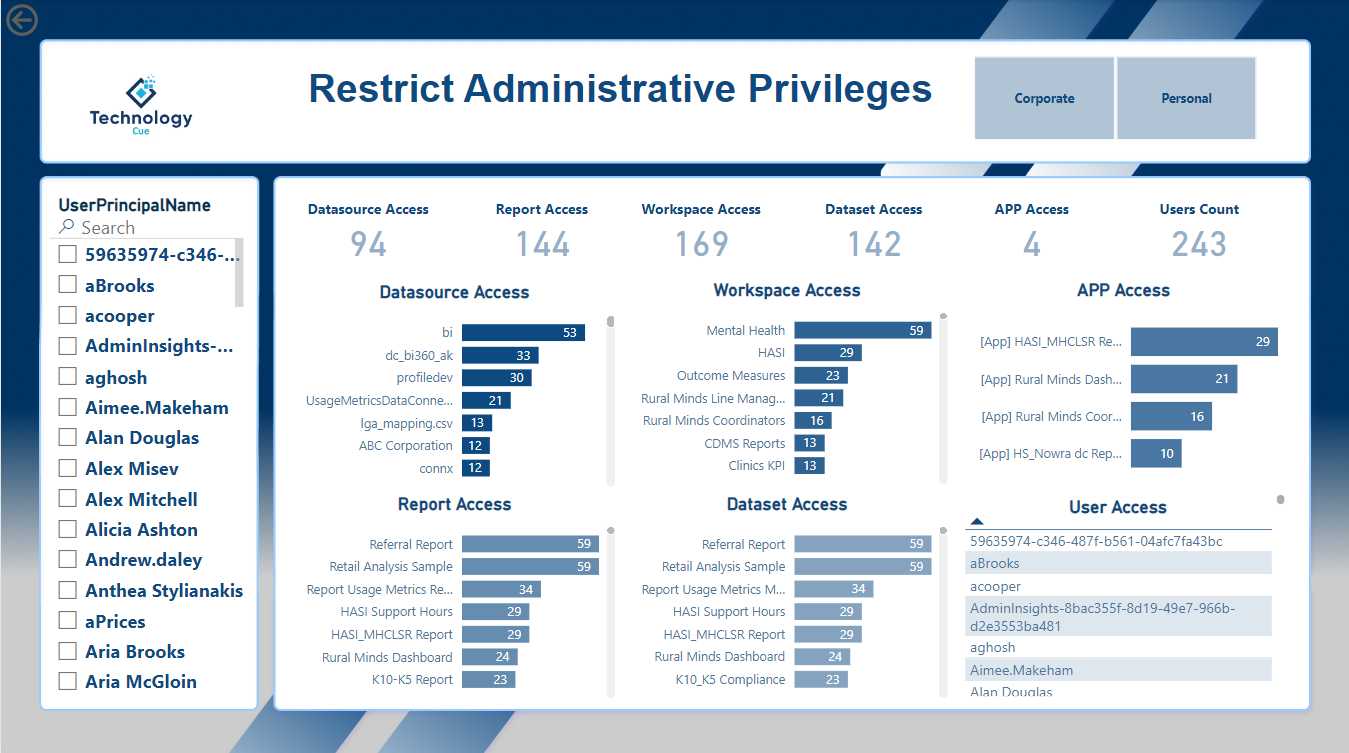 Technology
Cue
Restrict Administrative Privileges
Corporate
Personal
UserPrincipalName
Search
59635974-c346-...
aBrooks
acooper
AdminInsights-...
aghosh
Aimee.Makeham
Alan Douglas
Alex Misev
Alex Mitchell
Alicia Ashton
Andrew.daley
Anthea Stylianakis
aPrices
Aria Brooks
Aria McGloin
Datasource Access
94
Report Access
144
Workspace Access
169
Dataset Access
142
APP Access
4
Users Count
243
Datasource Access
bi 53
dc_bi360_ak 33
profiledev 30
UsageMetricsDataConne... 21
lga_mapping.csv 13
ABC Corporation 12
connx 12
Workspace Access
Mental Health 59
HASI 29
Outcome Measures 23
Rural Minds Line Manag... 21
Rural Minds Coordinators 16
CDMS Reports 13
Clinics KPI 13
APP Access
[App] HASI_MHCLSR Re... 29
[App] Rural Minds Dash... 21
[App] Rural Minds Coor... 16
[App] HS_Nowra dc Rep... 10
Report Access
Referral Report 59
Retail Analysis Sample 59
Report Usage Metrics Re... 34
HASI Support Hours 29
HASI_MHCLSR Report 29
Rural Minds Dashboard 24
K10-K5 Report 23
Dataset Access
Referral Report 59
Retail Analysis Sample 59
Report Usage Metrics M... 34
HASI Support Hours 29
HASI_MHCLSR Report 29
Rural Minds Dashboard 24
K10_K5 Compliance 23
User Access
59635974-c346-487f-b561-04afc7fa43bc
aBrooks
acooper
AdminInsights-8bac355f-8d19-49e7-966b-
d2e3553ba481
aghosh
Aimee.Makeham
Alan Douglas